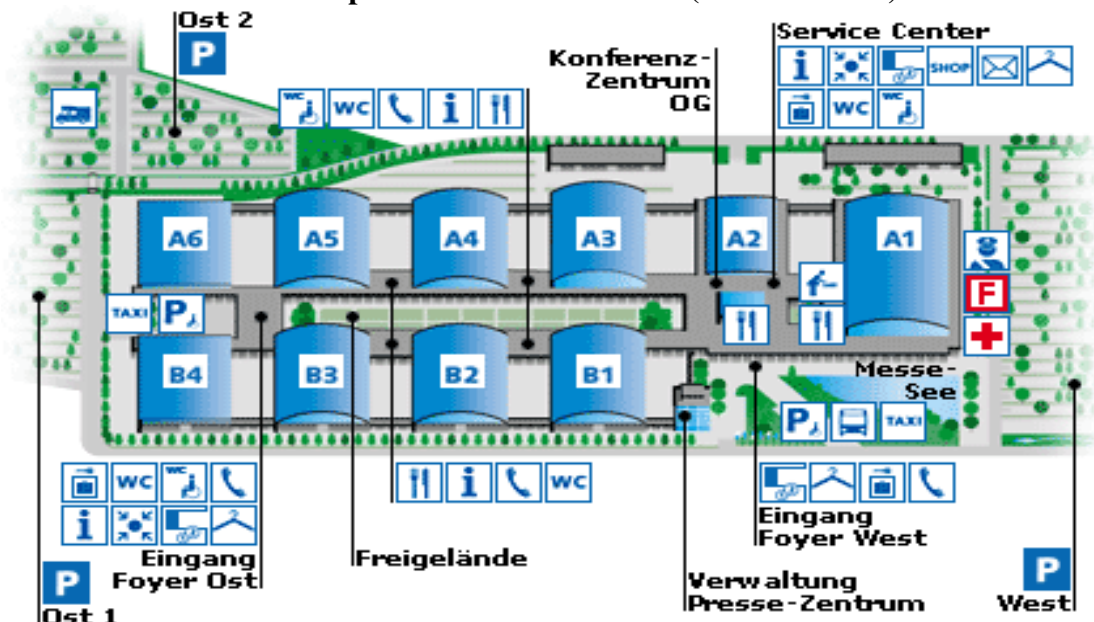 Ost 2
P
Service Center
i SHOP
WC WC
Konferenz-
Zentrum
OG
WC WC i
A6 A5 A4 A3 A2 A1
F
TAXI P
B4 B3 B2 B1
Messe-
See
P TAXI
WC WC
i
i WC
Eingang
Foyer West
Eingang
Foyer Ost
Freigelände
P
Ost 1
Verwaltung
Presse-Zentrum
P
West